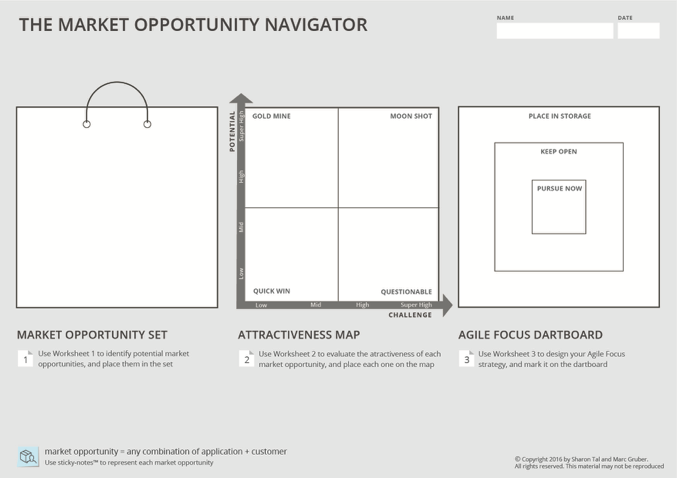 THE MARKET OPPORTUNITY NAVIGATOR
NAME
DATE
POTENTIAL
Super High
High
Mid
Low
GOLD MINE
MOON SHOT
QUICK WIN
QUESTIONABLE
Low
Mid
High
Super High
CHALLENGE
PLACE IN STORAGE
KEEP OPEN
PURSUE NOW
MARKET OPPORTUNITY SET
1
Use Worksheet 1 to identify potential market
opportunities, and place them in the set
ATTRACTIVENESS MAP
2
Use Worksheet 2 to evaluate the atractiveness of each
market opportunity, and place each one on the map
AGILE FOCUS DARTBOARD
3
Use Worksheet 3 to design your Agile Focus
strategy, and mark it on the dartboard
market opportunity = any combination of application + customer
Use sticky-notes™ to represent each market opportunity
© Copyright 2016 by Sharon Tal and Marc Gruber.
All rights reserved. This material may not be reproduced